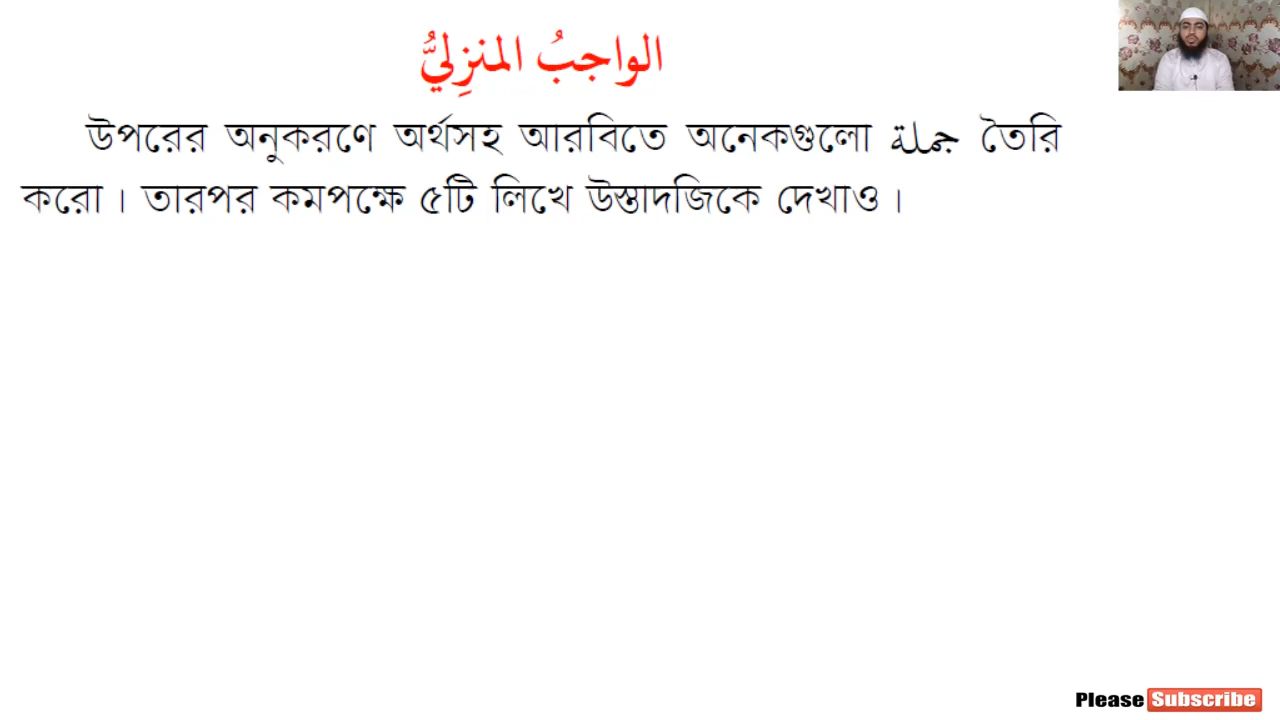 الواجبُ المنزِليُّ
উপরের অনুকরণে অর্থসহ আরবিতে অনেকগুলো جملة তৈরি
করো। তারপর কমপক্ষে ৫টি লিখে উস্তাদজিকে দেখাও।
Please Subscribe